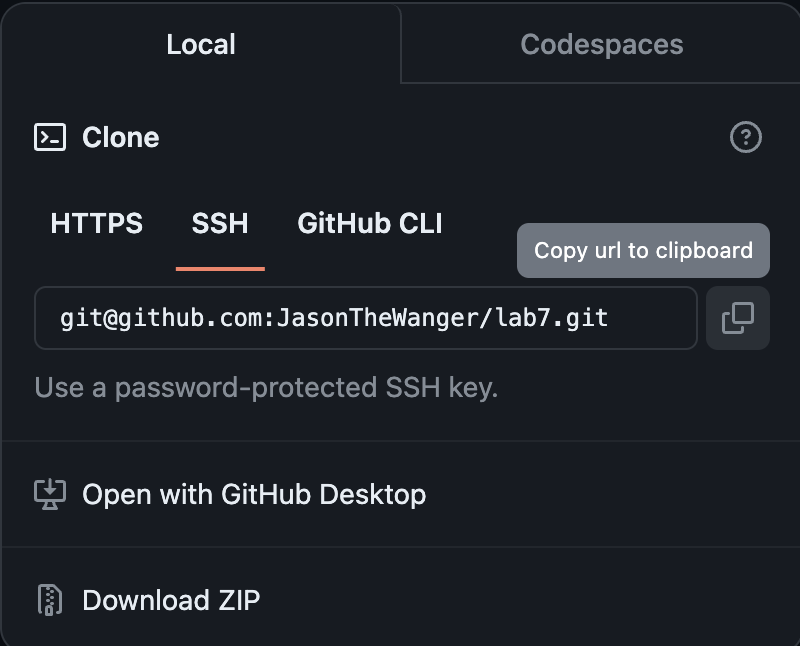 Local
Codespaces
Clone
HTTPS
SSH
GitHub CLI
Copy url to clipboard
git@github.com:JasonTheWanger/lab7.git
Use a password-protected SSH key.
Open with GitHub Desktop
Download ZIP